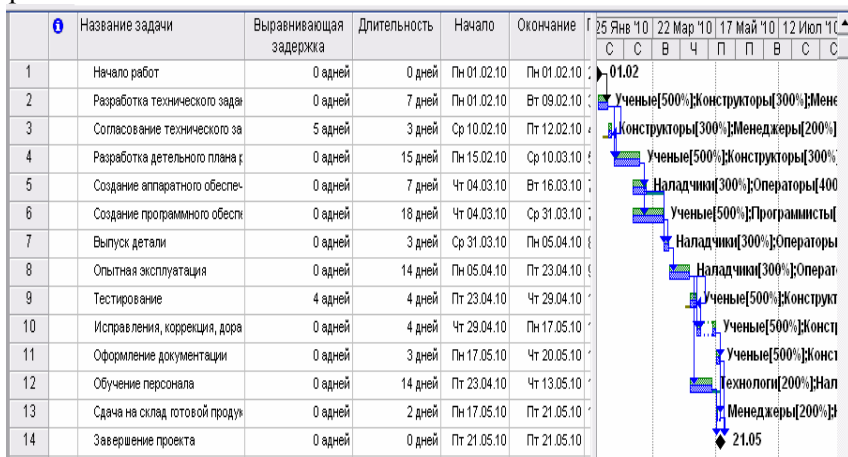 Название задачи Выравнивающая задержка Длительность Начало Окончание 25 Янв '10 22 Мар '10 17 Май '10 12 Июл '10
С С В Ч П П В С С
1 Начало работ 0 адней 0 дней Пн 01.02.10 Пн 01.02.10 01.02
2 Разработка технического задан 0 адней 7 дней Пн 01.02.10 Вт 09.02.10 Ученые[500%];Конструкторы[300%];Мене
3 Согласование технического за 5 адней 3 дней Ср 10.02.10 Пт 12.02.10 Конструкторы[300%];Менеджеры[200%]
4 Разработка детельного плана р 0 адней 15 дней Пн 15.02.10 Ср 10.03.10 Ученые[500%];Конструкторы[300%]
5 Создание аппаратного обеспеч 0 адней 7 дней Чт 04.03.10 Вт 16.03.10 Наладчики[300%];Операторы[400
6 Создание программного обеспе 0 адней 18 дней Чт 04.03.10 Ср 31.03.10 Ученые[500%];Программисты[
7 Выпуск детали 0 адней 3 дней Ср 31.03.10 Пн 05.04.10 Наладчики[300%];Операторы
8 Опытная эксплуатация 0 адней 14 дней Пн 05.04.10 Пт 23.04.10 Наладчики[300%];Операт
9 Тестирование 4 адней 4 дней Пт 23.04.10 Чт 29.04.10 Ученые[500%];Конструкт
10 Исправления, коррекция, дора 0 адней 4 дней Чт 29.04.10 Пн 17.05.10 Ученые[500%];Констр
11 Оформление документации 0 адней 3 дней Пн 17.05.10 Чт 20.05.10 Ученые[500%];Конст
12 Обучение персонала 0 адней 14 дней Пт 23.04.10 Чт 13.05.10 Технологи[200%];Нал
13 Сдача на склад готовой продук 0 адней 2 дней Пн 17.05.10 Пт 21.05.10 Менеджеры[200%];
14 Завершение проекта 0 адней 0 дней Пт 21.05.10 Пт 21.05.10 21.05